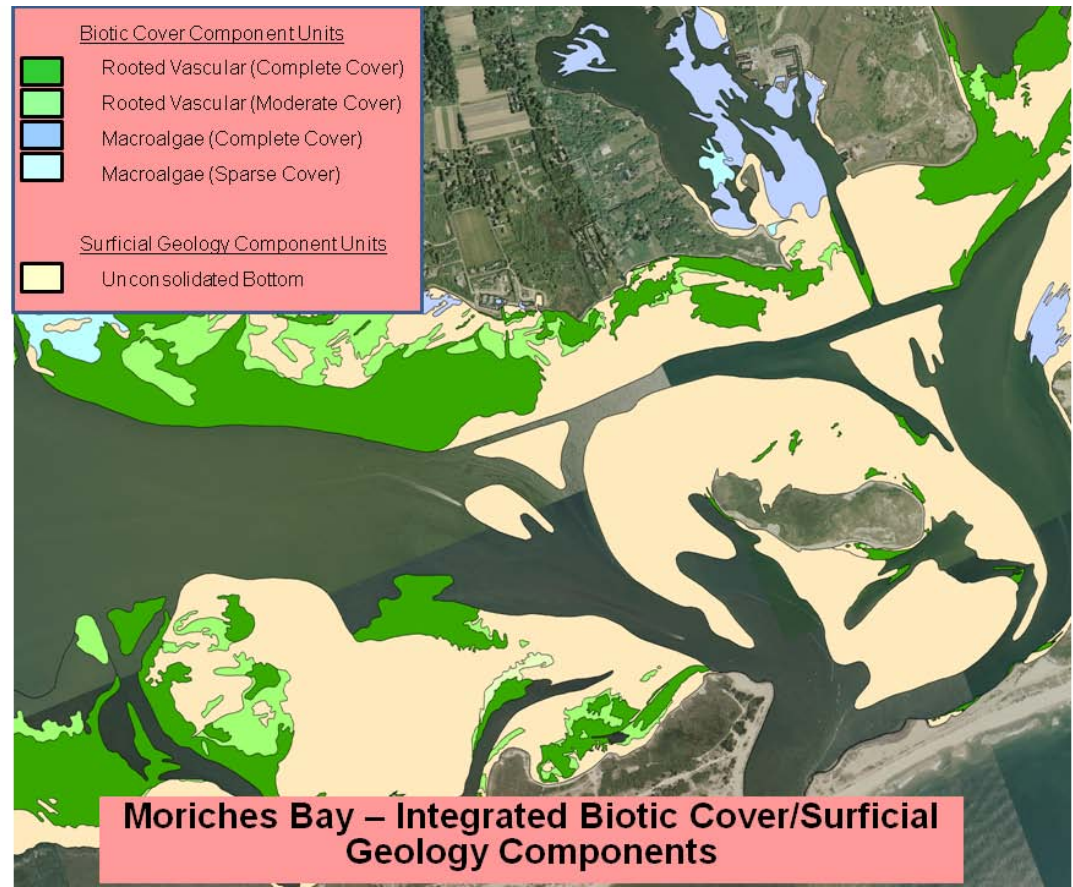 Biotic Cover Component Units
Rooted Vascular (Complete Cover)
Rooted Vascular (Moderate Cover)
Macroalgae (Complete Cover)
Macroalgae (Sparse Cover)
Surficial Geology Component Units
Unconsolidated Bottom
Moriches Bay – Integrated Biotic Cover/Surficial
Geology Components